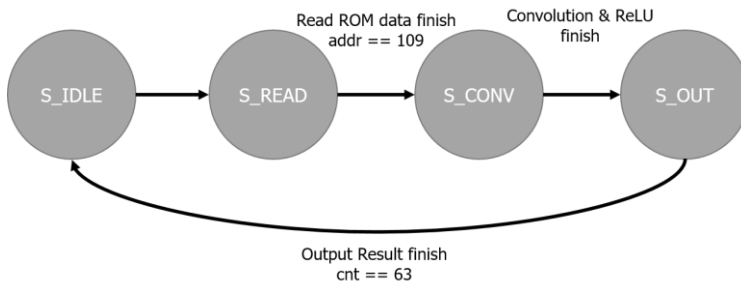 Read ROM data finish
addr == 109
Convolution & ReLU
finish
S_IDLE
S_READ
S_CONV
S_OUT
Output Result finish
cnt == 63